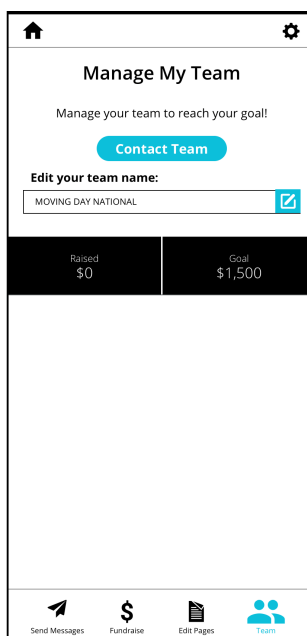 Manage My Team
Manage your team to reach your goal!
Contact Team
Edit your team name:
MOVING DAY NATIONAL
Raised
$0
Goal
$1,500
Send Messages
Fundraise
Edit Pages
Team